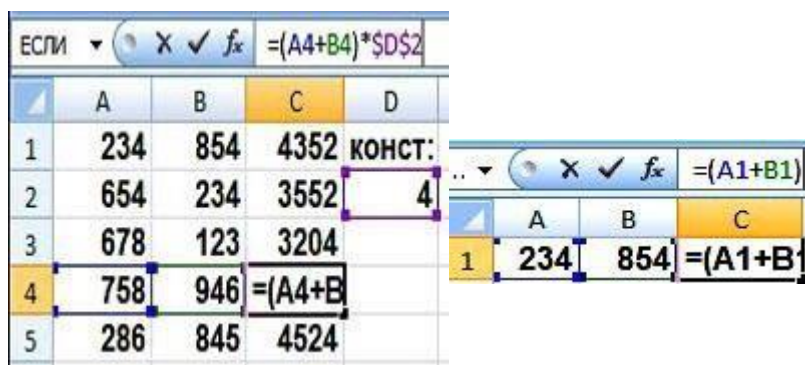 ЕСЛИ fx =(A4+B4)*$D$2
A B C D
1 234 854 4352 конст:
2 654 234 3552 4
3 678 123 3204
4 758 946 =(A4+B
5 286 845 4524
.. fx =(A1+B1)
A B C
1 234 854 =(A1+B1